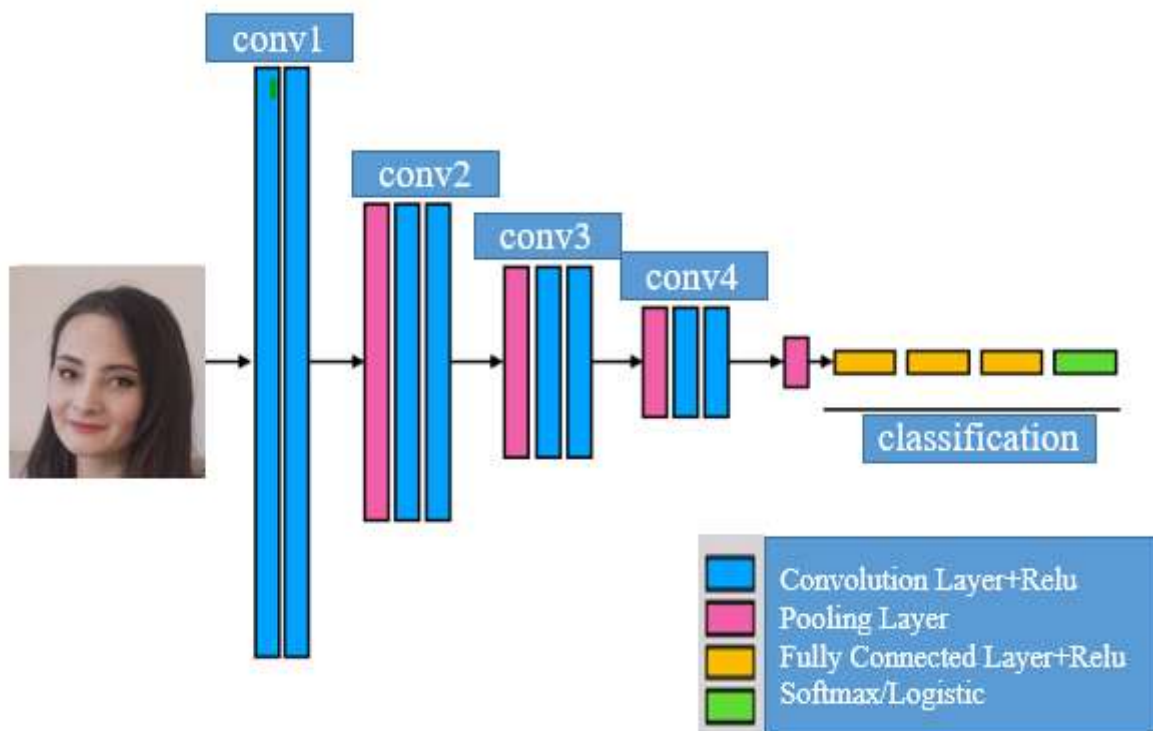 conv1
conv2
conv3
conv4
classification
Convolution Layer+Relu
Pooling Layer
Fully Connected Layer+Relu
Softmax/Logistic